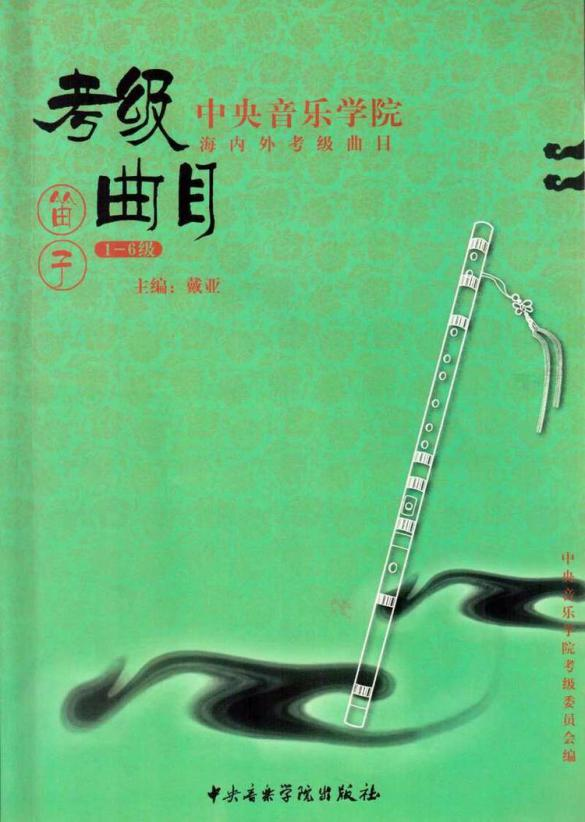 考级
曲目
中央音乐学院
海内外考级曲目
笛子
1－6级
主编：戴亚
中央音乐学院考级委员会编
中央音乐学院出版社